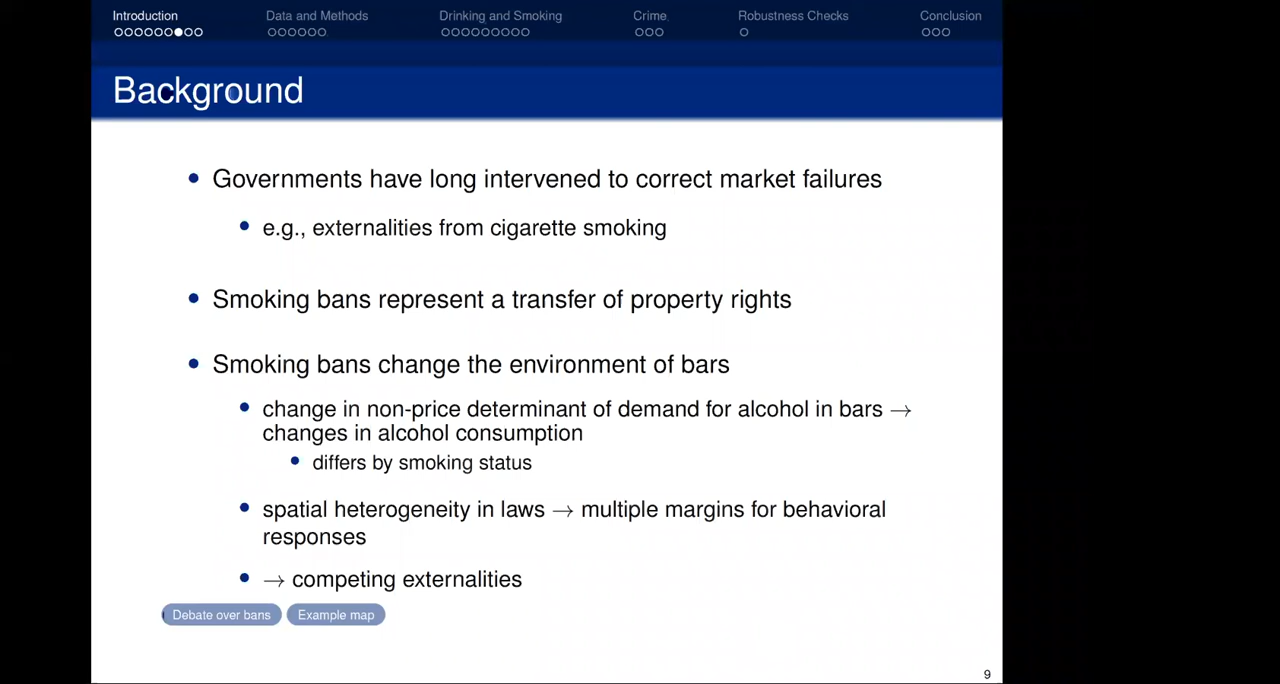 Introduction
Data and Methods
Drinking and Smoking
Crime
Robustness Checks
Conclusion
Background
Governments have long intervened to correct market failures
e.g., externalities from cigarette smoking
Smoking bans represent a transfer of property rights
Smoking bans change the environment of bars
change in non-price determinant of demand for alcohol in bars →
changes in alcohol consumption
differs by smoking status
spatial heterogeneity in laws → multiple margins for behavioral
responses
→ competing externalities
Debate over bans
Example map
9